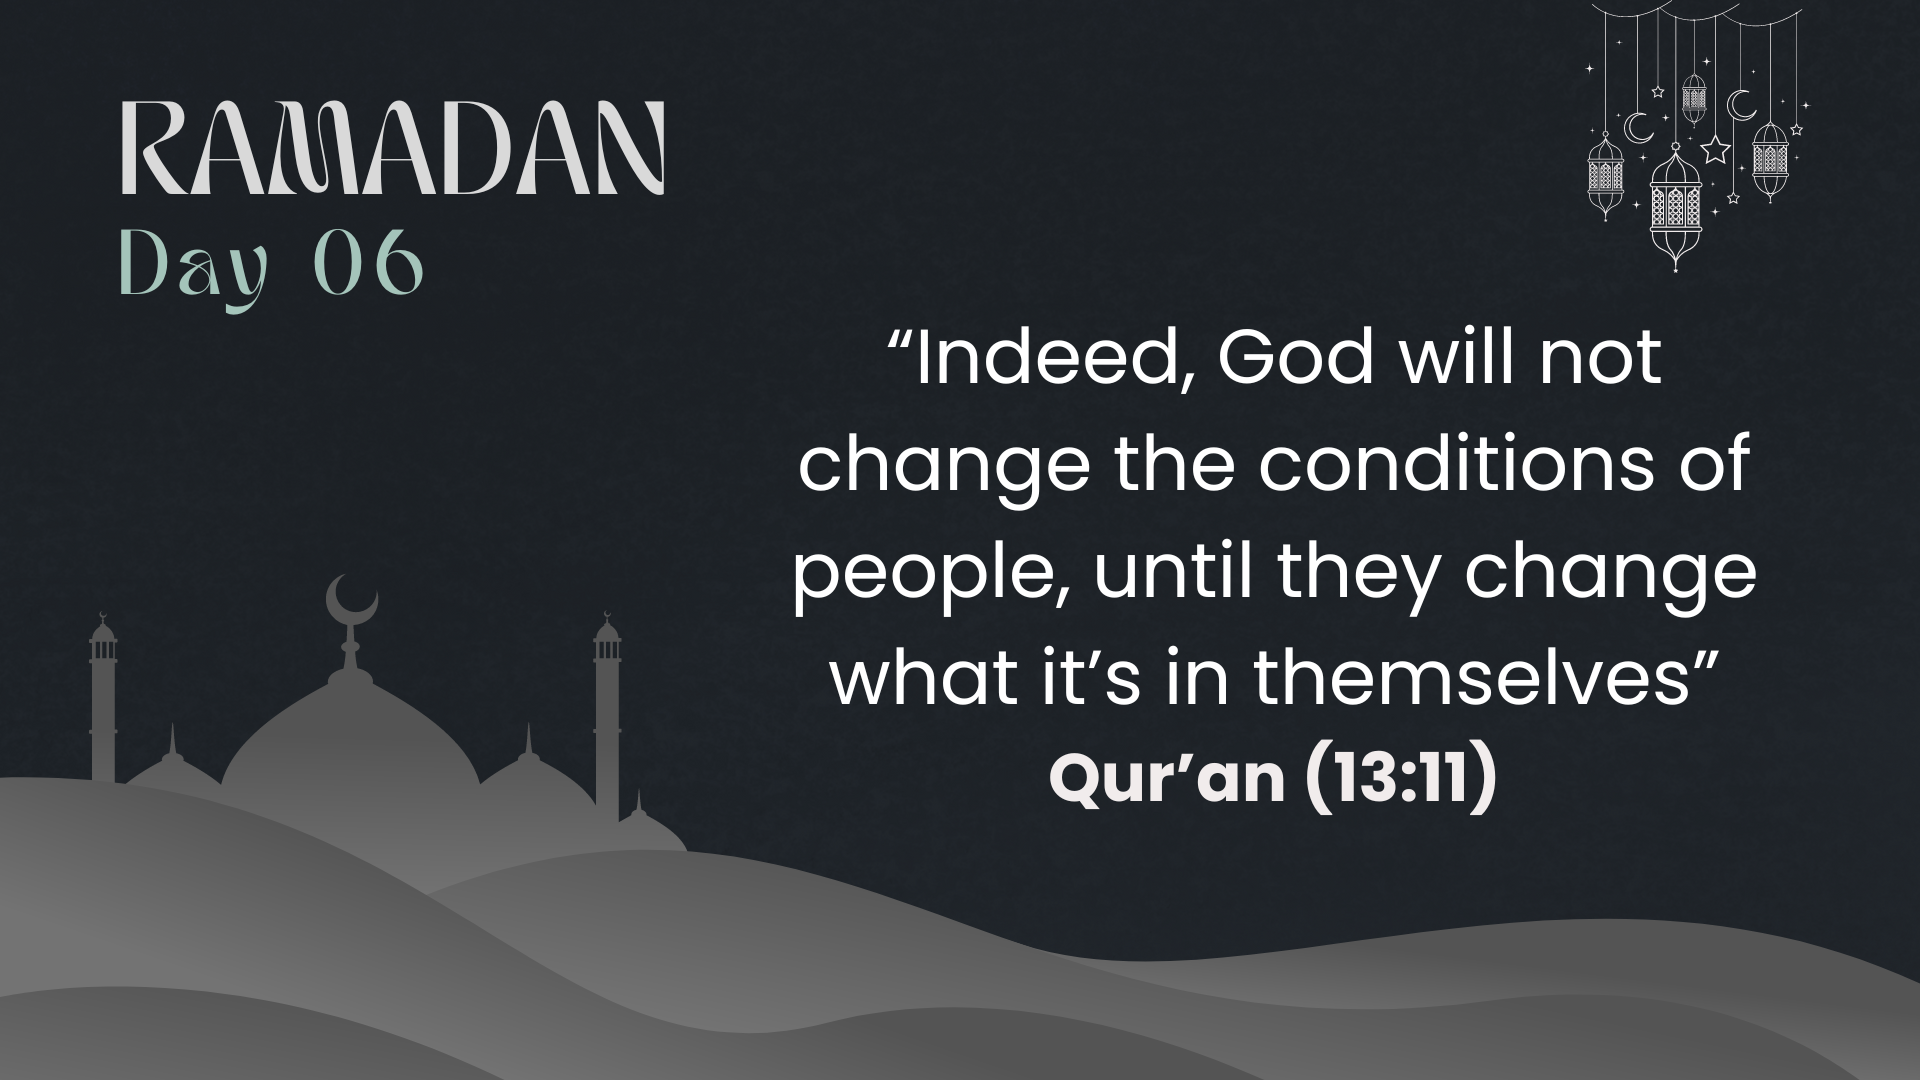 RAMADAN
Day 06
“Indeed, God will not
change the conditions of
people, until they change
what it’s in themselves”
Qur’an (13:11)